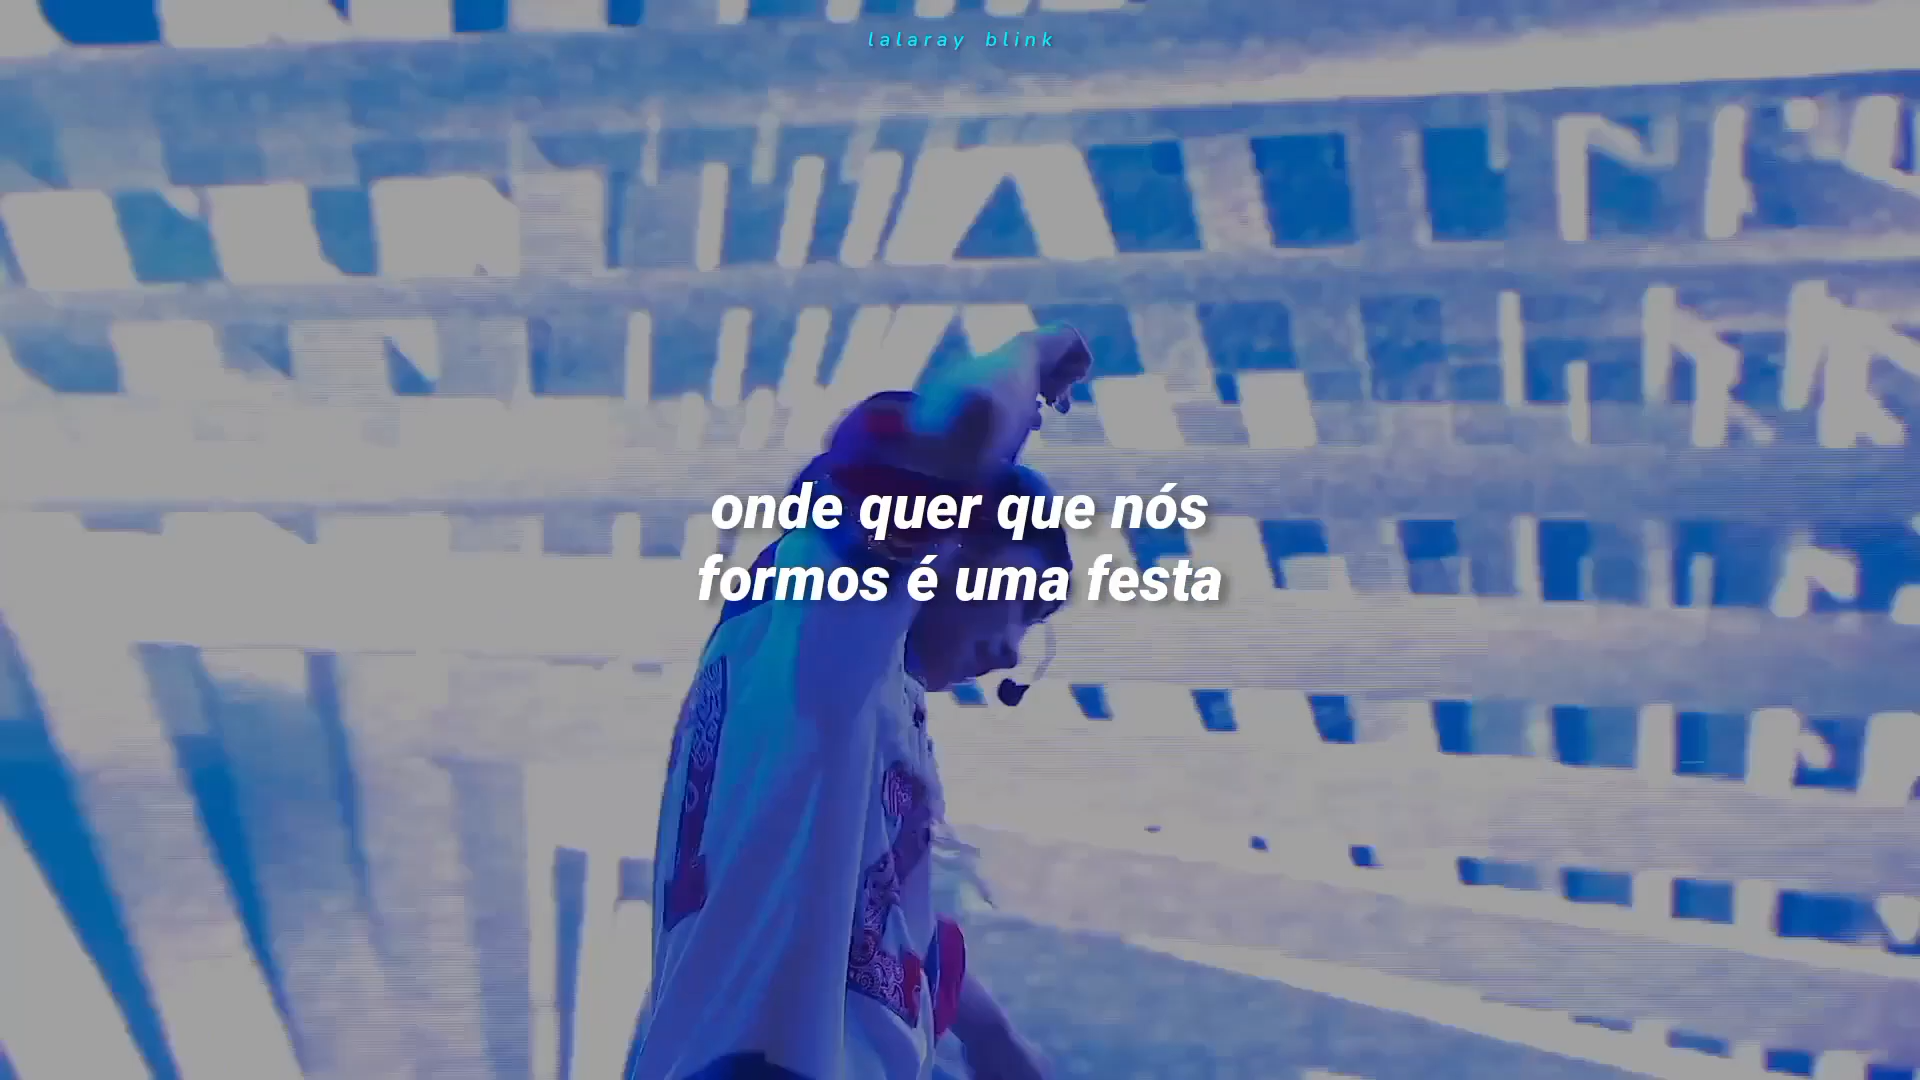 lalaray blink
onde quer que nós
formos é uma festa